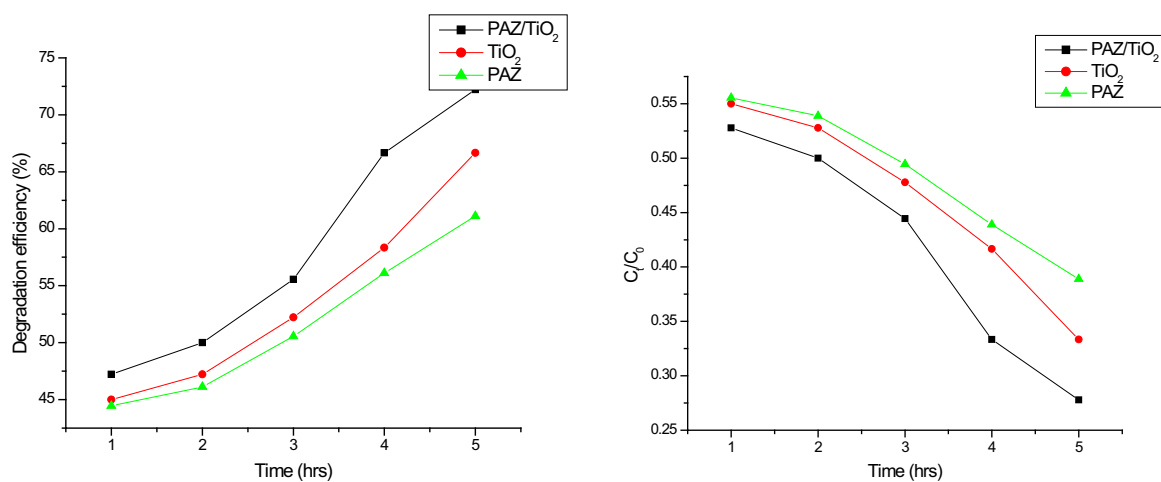 PAZ/TiO₂
TiO₂
PAZ
75
70
65
60
55
50
45
Degradation efficiency (%)
1 2 3 4 5
Time (hrs)
PAZ/TiO₂
TiO₂
PAZ
0.55
0.50
0.45
0.40
0.35
0.30
0.25
Cₜ/C₀
1 2 3 4 5
Time (hrs)